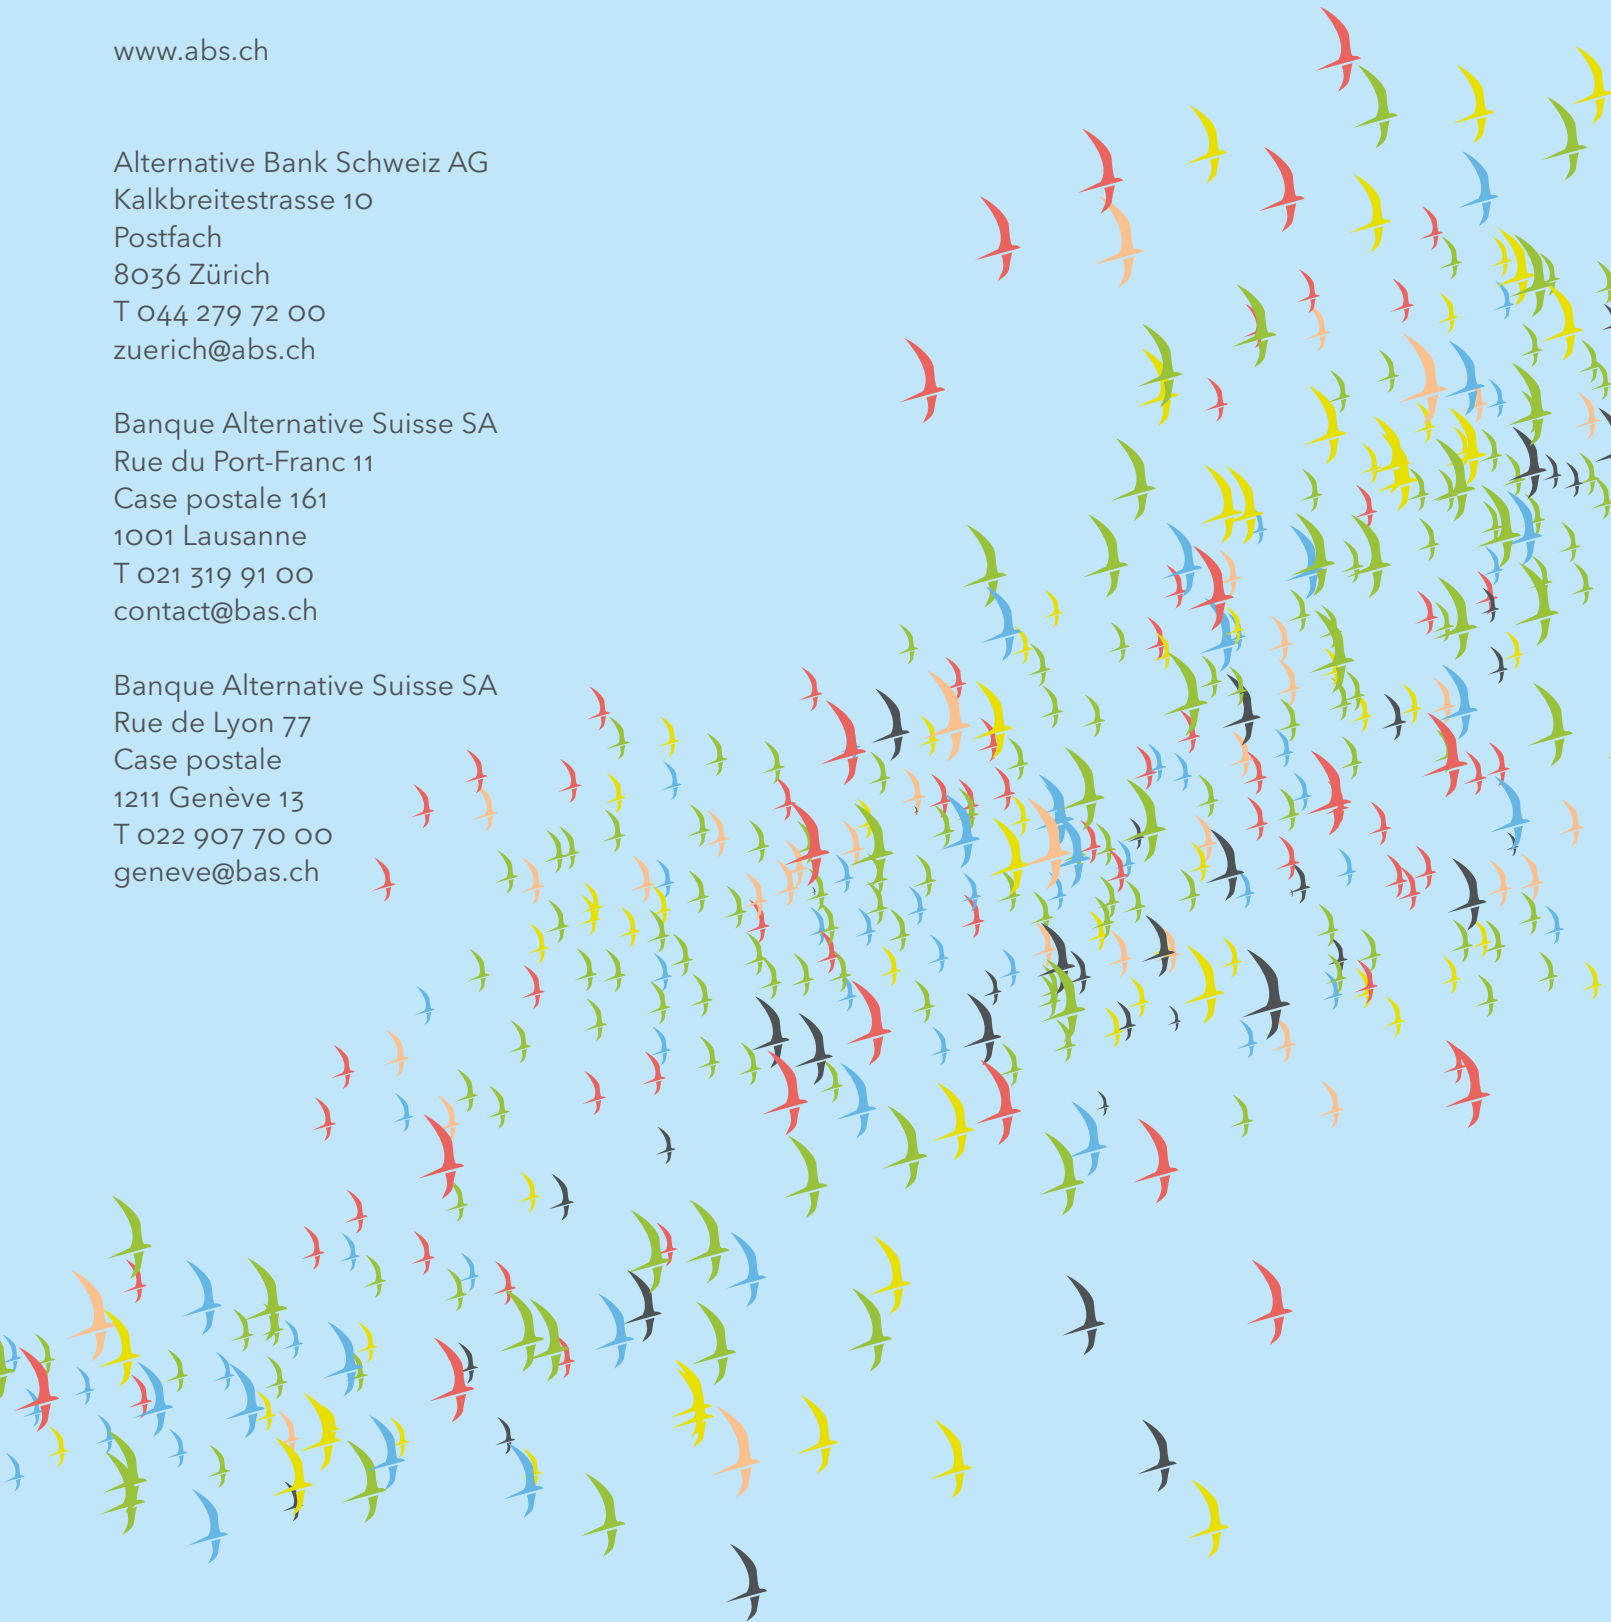 www.abs.ch
Alternative Bank Schweiz AG
Kalkbreitestrasse 10
Postfach
8036 Zürich
T 044 279 72 00
zuerich@abs.ch
Banque Alternative Suisse SA
Rue du Port-Franc 11
Case postale 161
1001 Lausanne
T 021 319 91 00
contact@bas.ch
Banque Alternative Suisse SA
Rue de Lyon 77
Case postale
1211 Genève 13
T 022 907 70 00
geneve@bas.ch